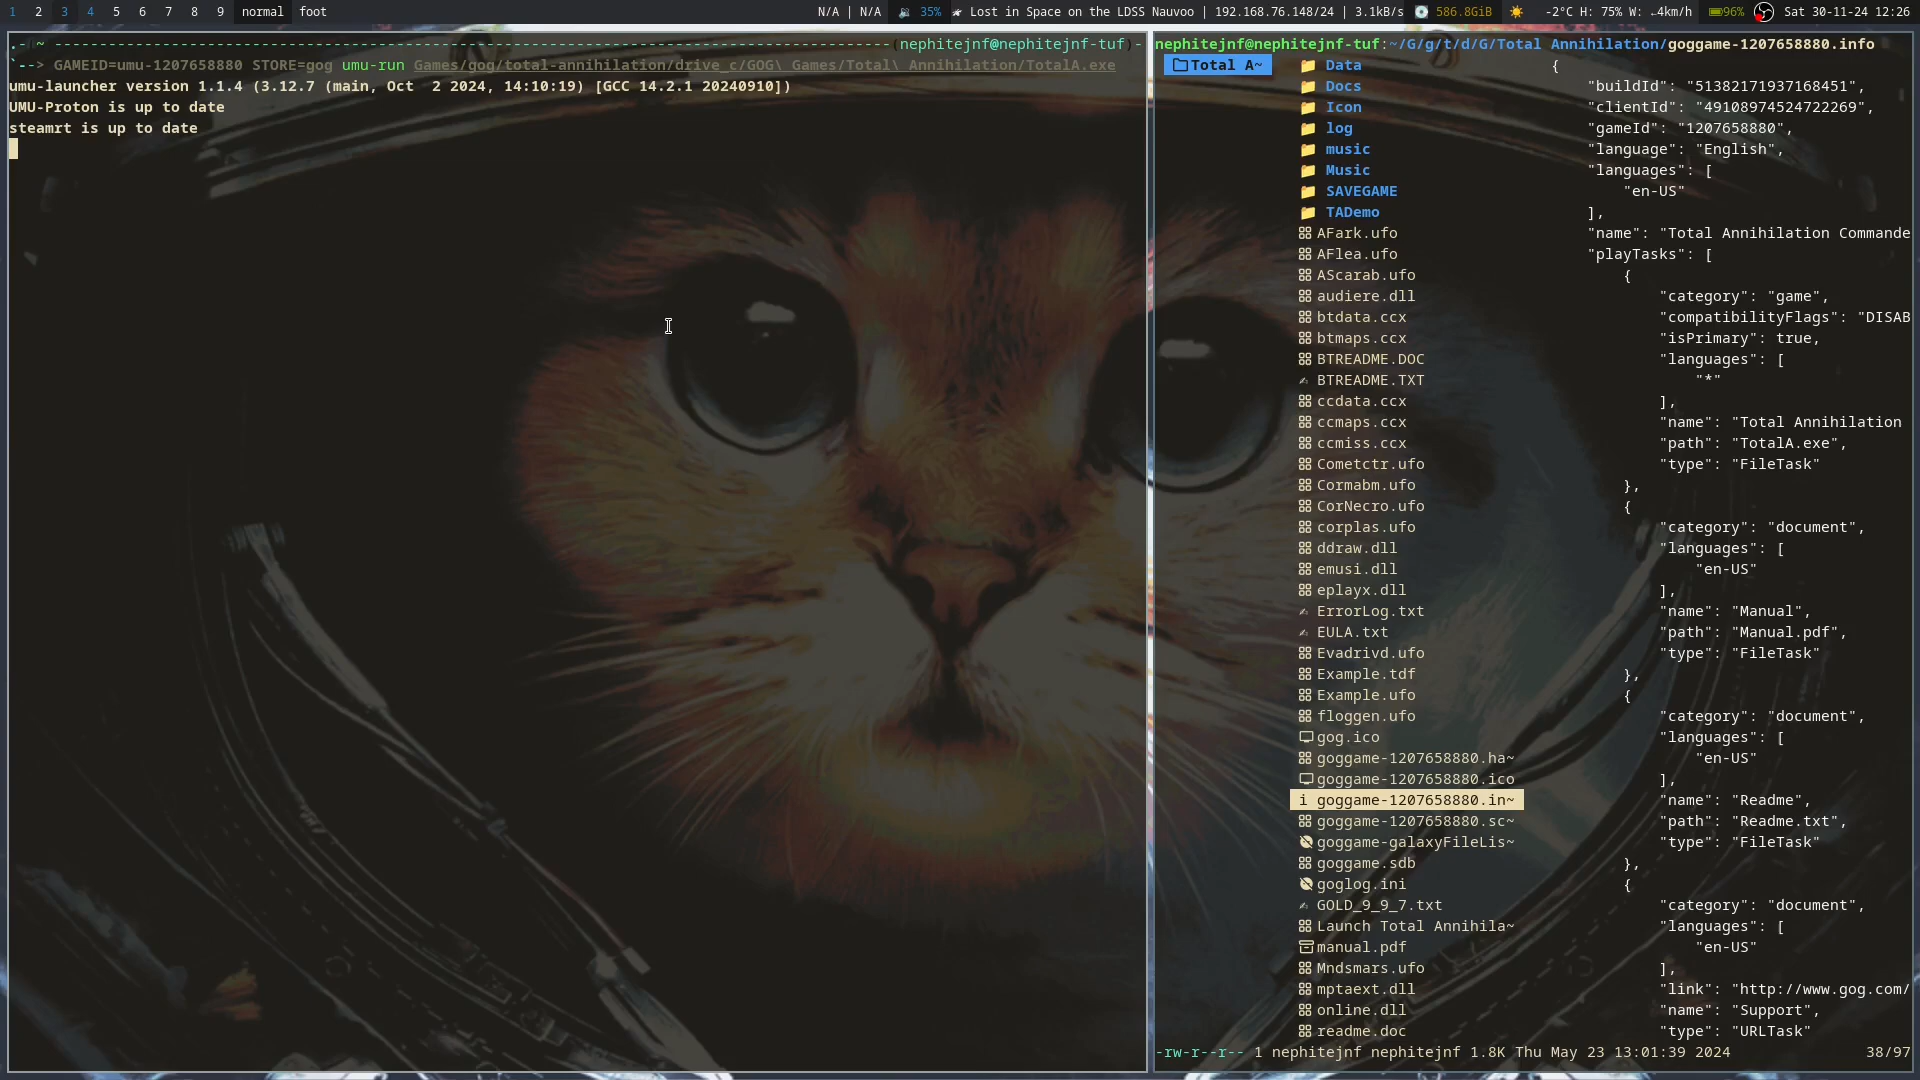 1 2 3 4 5 6 7 8 9 normal foot N/A | N/A 35% Lost in Space on the LDSS Nauvoo | 192.168.76.148/24 | 3.1kB/s 586.8GiB -2°C H: 75% W: ←4km/h 96% Sat 30-11-24 12:26
.- ~ ----------(nephitejnf@nephitejnf-tuf)-
`--> GAMEID=umu-1207658880 STORE=gog umu-run Games/gog/total-annihilation/drive_c/GOG\ Games/Total\ Annihilation/TotalA.exe
umu-launcher version 1.1.4 (3.12.7 (main, Oct  2 2024, 14:10:19) [GCC 14.2.1 20240910])
UMU-Proton is up to date
steamrt is up to date
nephitejnf@nephitejnf-tuf:~/G/g/t/d/G/Total Annihilation/goggame-1207658880.info
Total A~
Data
Docs
Icon
log
music
Music
SAVEGAME
TADemo
AFark.ufo
AFlea.ufo
AScarab.ufo
audiere.dll
btdata.ccx
btmaps.ccx
BTREADME.DOC
BTREADME.TXT
ccdata.ccx
ccmaps.ccx
ccmiss.ccx
Cometctr.ufo
Cormabm.ufo
CorNecro.ufo
corplas.ufo
ddraw.dll
emusi.dll
eplayx.dll
ErrorLog.txt
EULA.txt
Evadrivd.ufo
Example.tdf
Example.ufo
floggen.ufo
gog.ico
goggame-1207658880.ha~
goggame-1207658880.ico
i goggame-1207658880.in~
goggame-1207658880.sc~
goggame-galaxyFileLis~
goggame.sdb
goglog.ini
GOLD_9_9_7.txt
Launch Total Annihila~
manual.pdf
Mndsmars.ufo
mptaext.dll
online.dll
readme.doc
{
"buildId": "51382171937168451",
"clientId": "49108974524722269",
"gameId": "1207658880",
"language": "English",
"languages": [
"en-US"
],
"name": "Total Annihilation Commande
"playTasks": [
{
"category": "game",
"compatibilityFlags": "DISAB
"isPrimary": true,
"languages": [
"*"
],
"name": "Total Annihilation
"path": "TotalA.exe",
"type": "FileTask"
},
{
"category": "document",
"languages": [
"en-US"
],
"name": "Manual",
"path": "Manual.pdf",
"type": "FileTask"
},
{
"category": "document",
"languages": [
"en-US"
],
"name": "Readme",
"path": "Readme.txt",
"type": "FileTask"
},
{
"category": "document",
"languages": [
"en-US"
],
"link": "http://www.gog.com/
"name": "Support",
"type": "URLTask"
-rw-r--r-- 1 nephitejnf nephitejnf 1.8K Thu May 23 13:01:39 2024 38/97